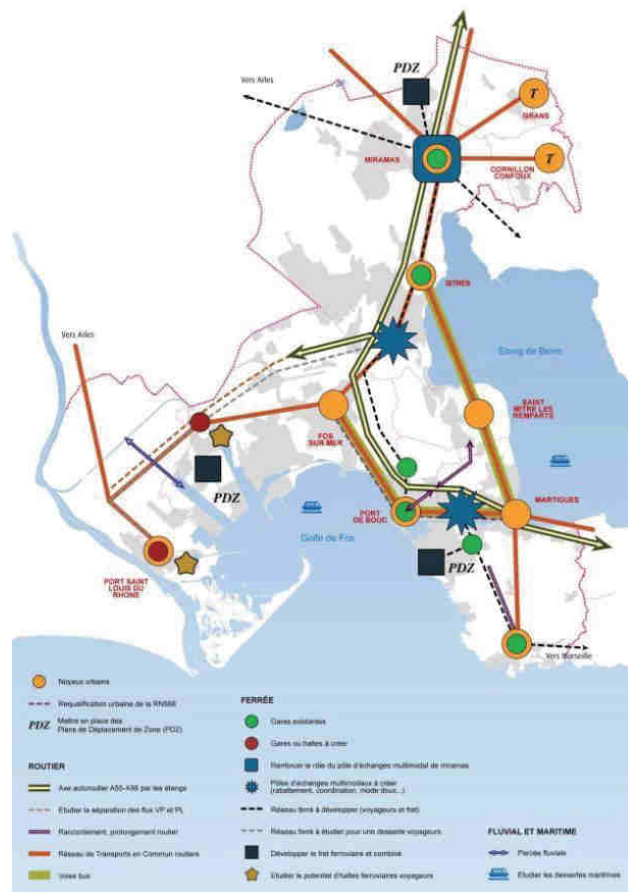 PDZ
Vers Arles
T
GRANS
MIRAMAS
T
CORNILLON
CONFOUX
ISTRES
Vers Arles
Etang de Berre
SAINT
MITRE LES
REMPARTS
FOS
SUR MER
PDZ
MARTIGUES
PORT
DE BOUC
Golfe de Fos
PDZ
PORT SAINT
LOUIS DU
RHONE
Vers Marseille
Noyaux urbains
Requalification urbaine de la RN568
PDZ Mettre en place des
Plans de Déplacement de Zone (PDZ)
ROUTIER
Axe autoroutier A55-A56 par les étangs
Etudier la séparation des flux VP et PL
Raccordement, prolongement routier
Réseau de Transports en Commun routiers
Voies bus
FERRÉE
Gares existantes
Gares ou haltes à créer
Renforcer le rôle du pôle d'échanges multimodal de miramas
Pôles d'échanges multimodaux à créer
(rabattement, coordination, mode doux...)
Réseau ferré à développer (voyageurs et fret)
Réseau ferré à étudier pour une desserte voyageurs
Développer le fret ferroviaire et combiné
Etudier le potentiel d'haltes ferroviaires voyageurs
FLUVIAL ET MARITIME
Percée fluviale
Etudier les dessertes maritimes